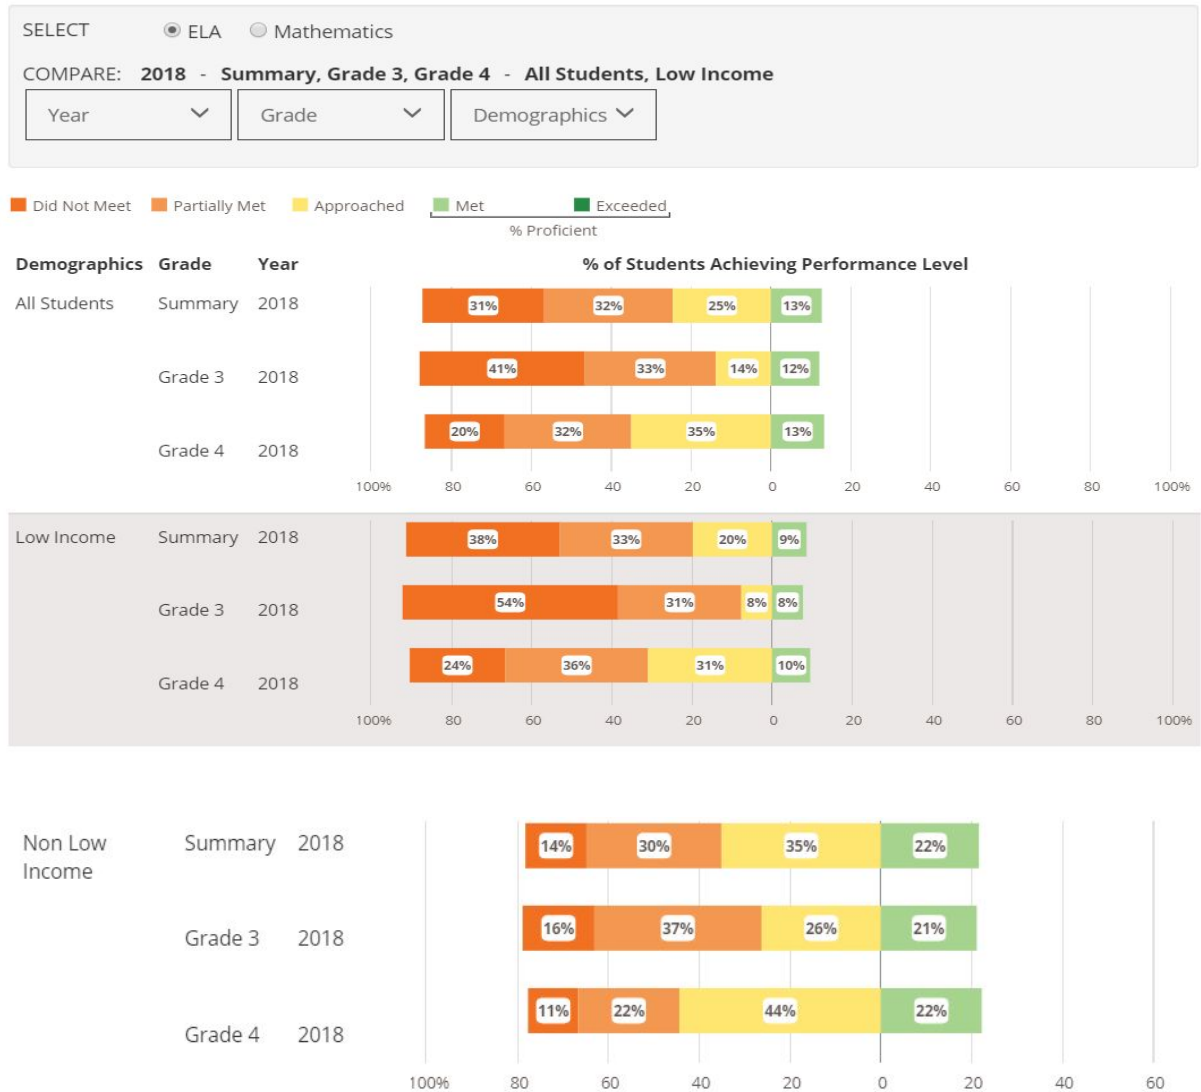 SELECT ELA Mathematics
COMPARE: 2018 - Summary, Grade 3, Grade 4 - All Students, Low Income
Year Grade Demographics
Did Not Meet Partially Met Approached Met Exceeded
% Proficient
Demographics Grade Year % of Students Achieving Performance Level
All Students Summary 2018 31% 32% 25% 13%
Grade 3 2018 41% 33% 14% 12%
Grade 4 2018 20% 32% 35% 13%
100% 80 60 40 20 0 20 40 60 80 100%
Low Income Summary 2018 38% 33% 20% 9%
Grade 3 2018 54% 31% 8% 8%
Grade 4 2018 24% 36% 31% 10%
100% 80 60 40 20 0 20 40 60 80 100%
Non Low Summary 2018 14% 30% 35% 22%
Income
Grade 3 2018 16% 37% 26% 21%
Grade 4 2018 11% 22% 44% 22%
100% 80 60 40 20 0 20 40 60